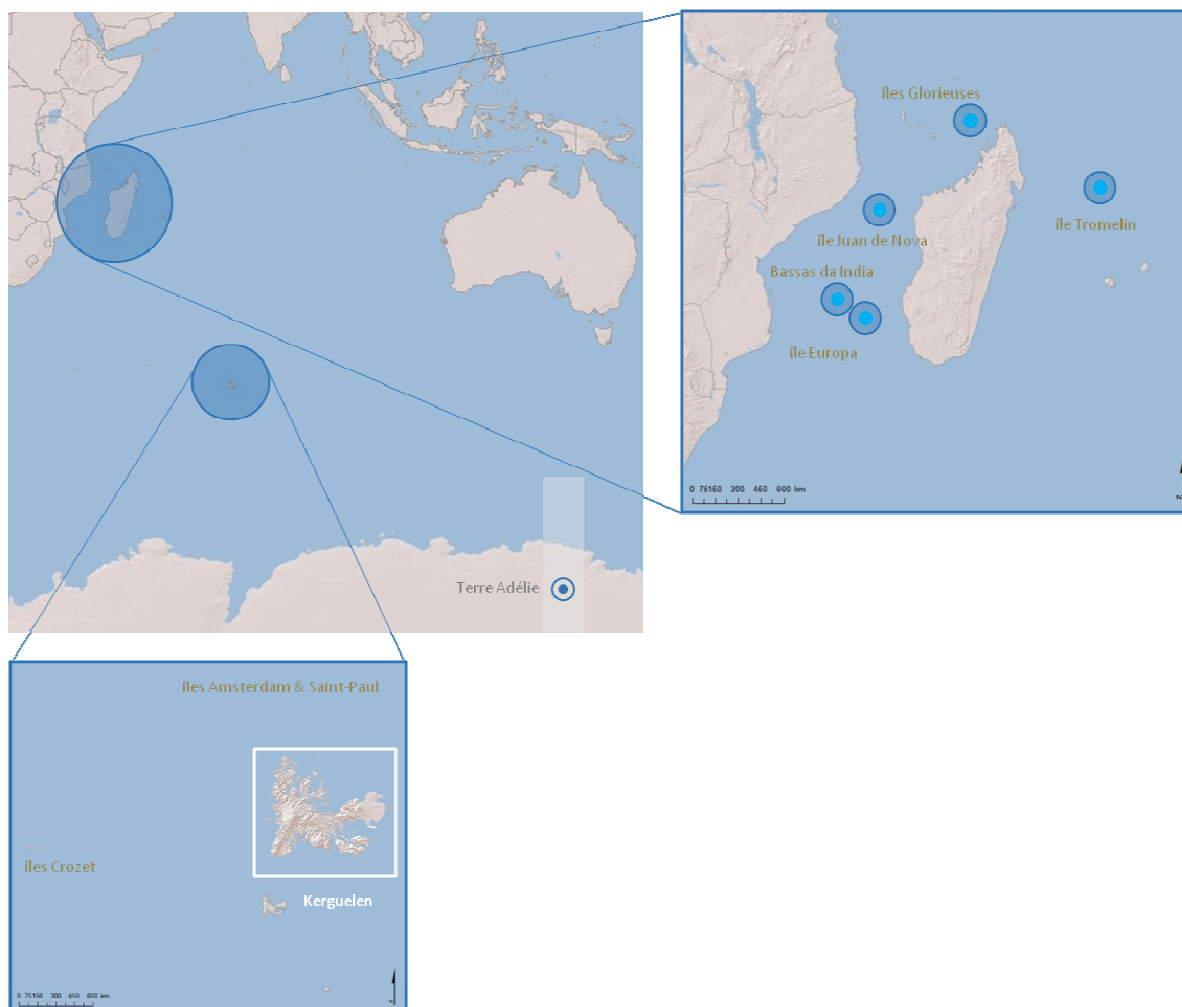 îles Glorieuses
île Tromelin
île Juan de Nova
Bassas da India
île Europa
0 75150 300 450 600 km
N
Terre Adélie
îles Amsterdam & Saint-Paul
îles Crozet
Kerguelen
0 75150 300 450 600 km